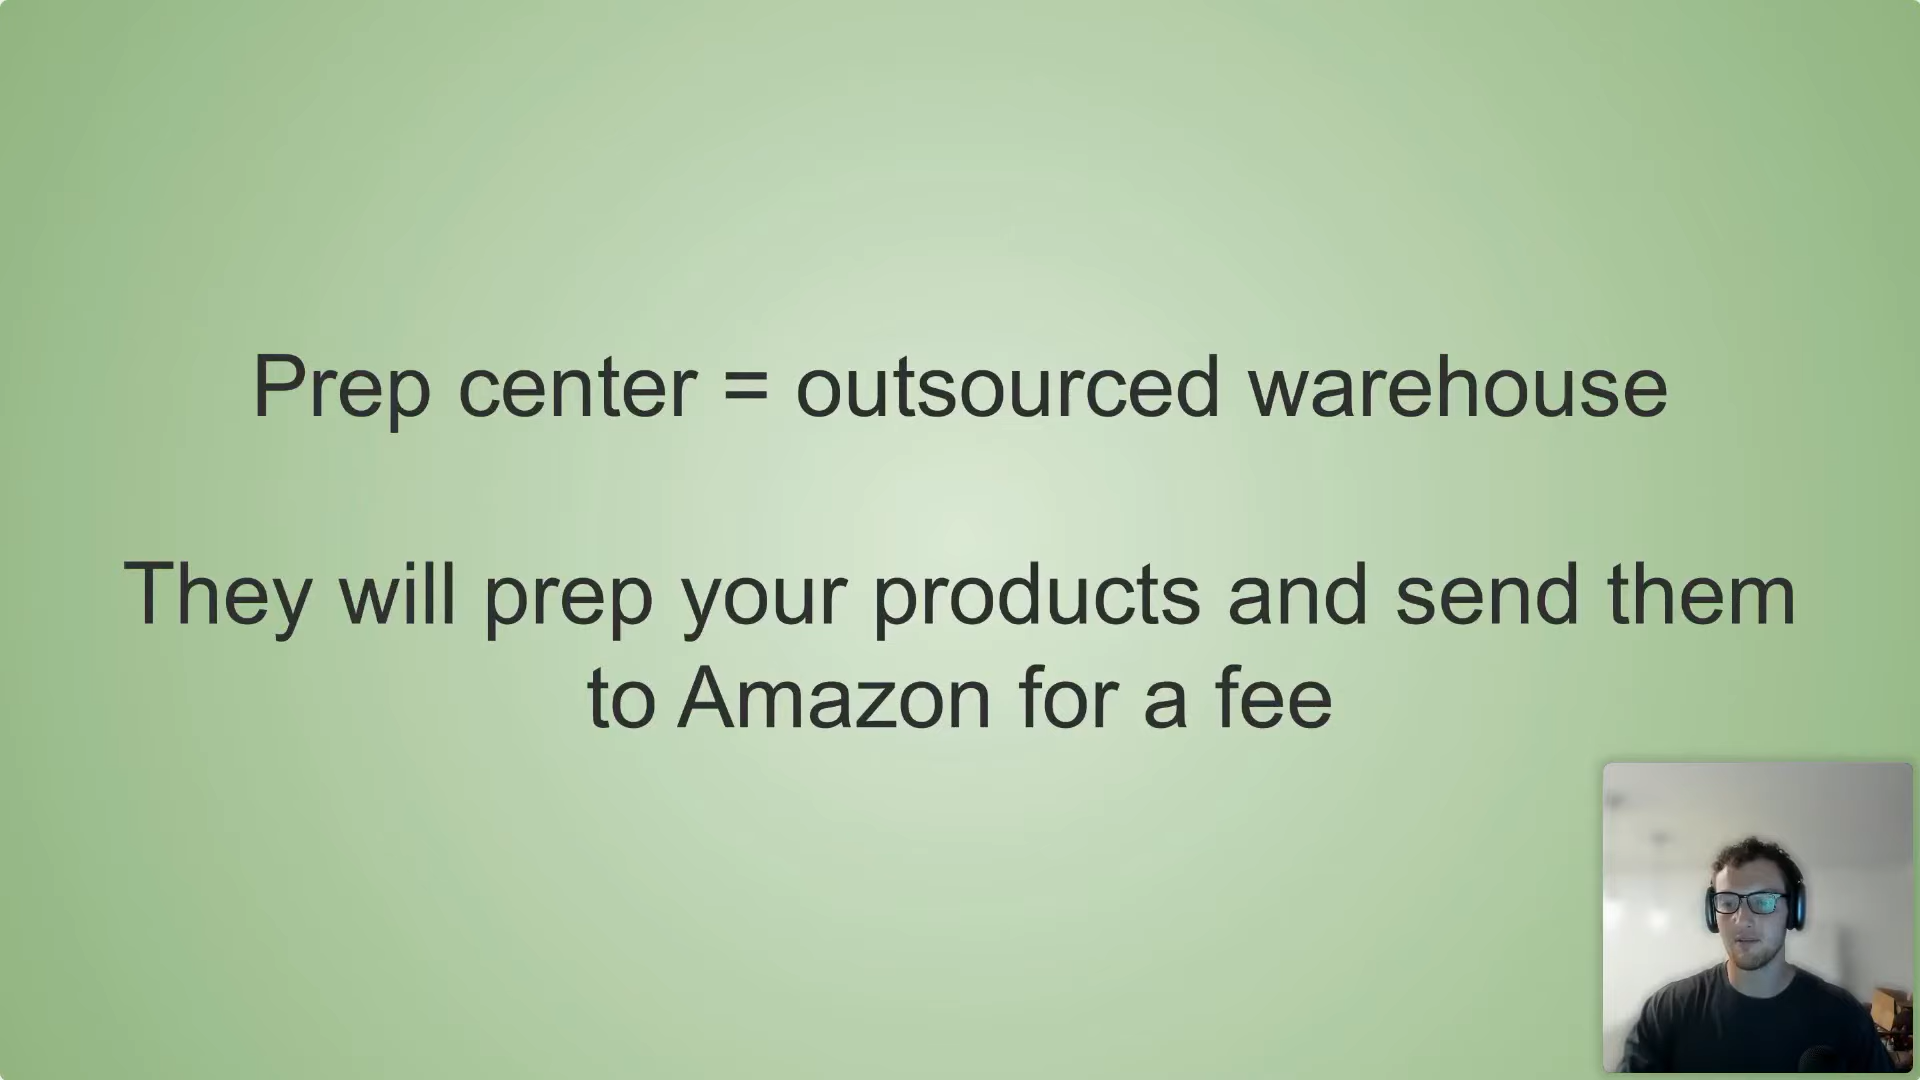 Prep center = outsourced warehouse
They will prep your products and send them
to Amazon for a fee